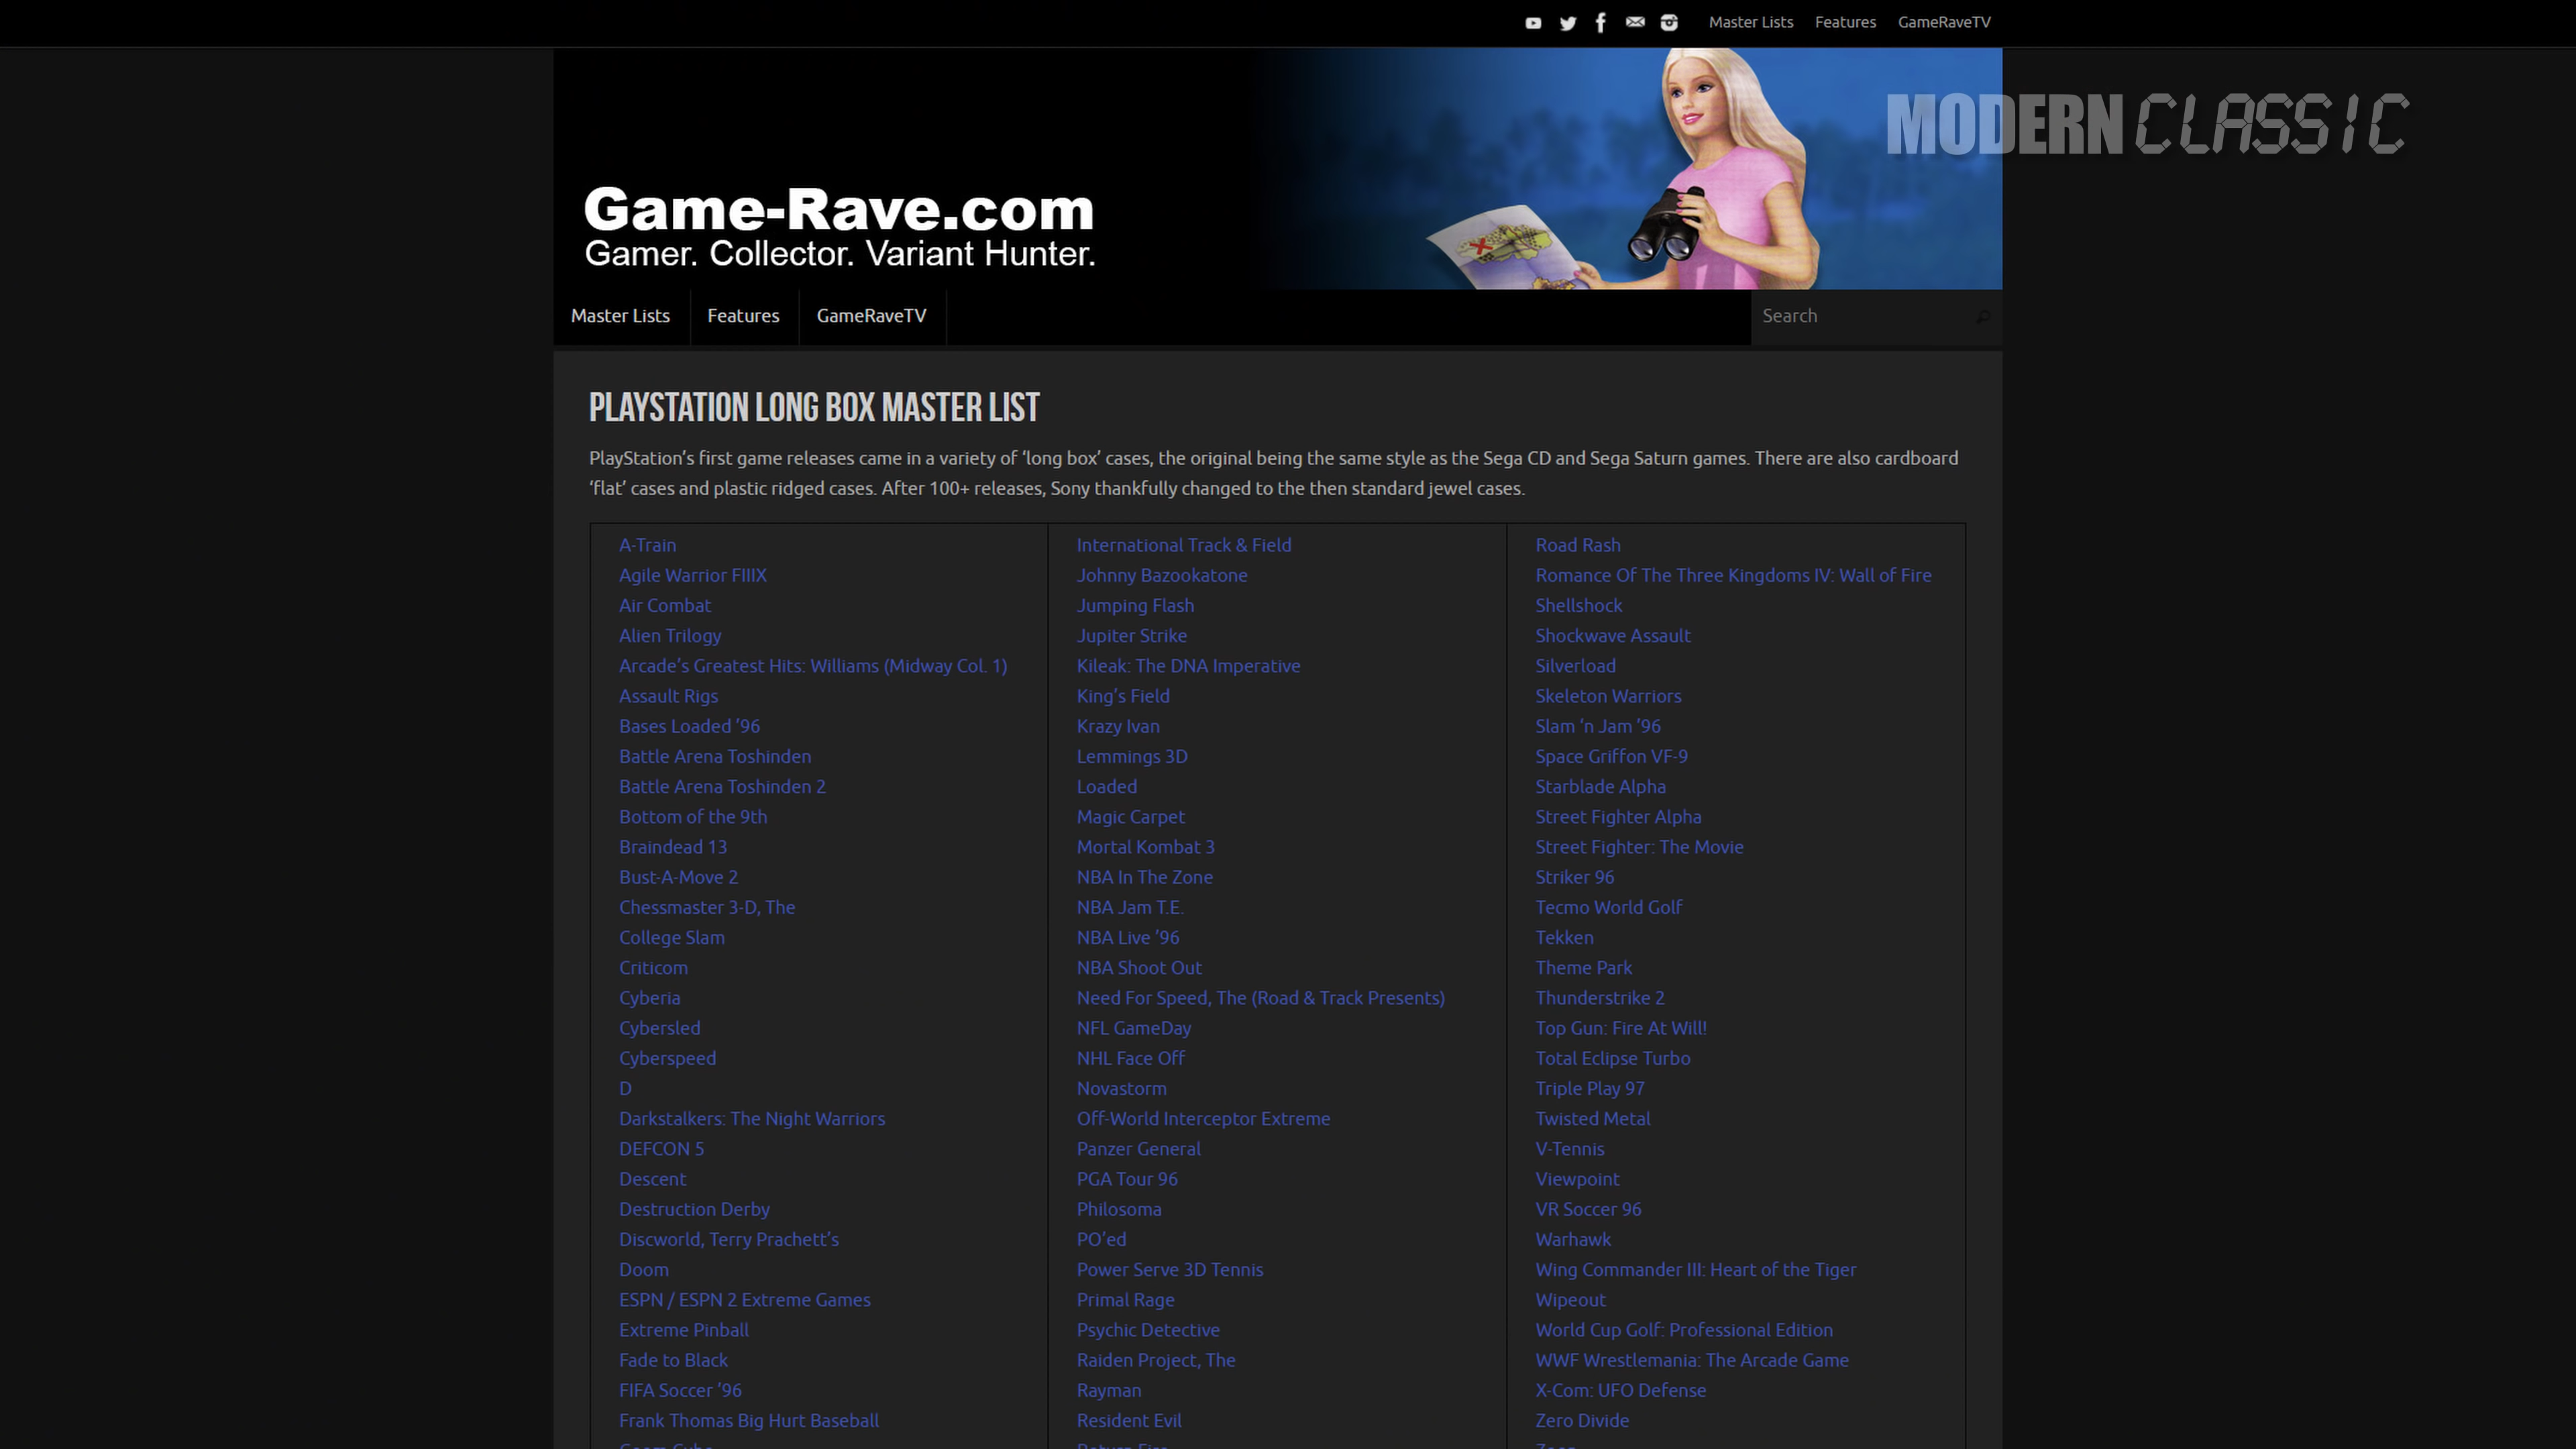 Master Lists Features GameRaveTV
MODERN CLASSIC
Game-Rave.com
Gamer. Collector. Variant Hunter.
Master Lists Features GameRaveTV Search
PLAYSTATION LONG BOX MASTER LIST
PlayStation’s first game releases came in a variety of ‘long box’ cases, the original being the same style as the Sega CD and Sega Saturn games. There are also cardboard
‘flat’ cases and plastic ridged cases. After 100+ releases, Sony thankfully changed to the then standard jewel cases.
A-Train
Agile Warrior FIIIX
Air Combat
Alien Trilogy
Arcade’s Greatest Hits: Williams (Midway Col. 1)
Assault Rigs
Bases Loaded ’96
Battle Arena Toshinden
Battle Arena Toshinden 2
Bottom of the 9th
Braindead 13
Bust-A-Move 2
Chessmaster 3-D, The
College Slam
Criticom
Cyberia
Cybersled
Cyberspeed
D
Darkstalkers: The Night Warriors
DEFCON 5
Descent
Destruction Derby
Discworld, Terry Prachett’s
Doom
ESPN / ESPN 2 Extreme Games
Extreme Pinball
Fade to Black
FIFA Soccer ’96
Frank Thomas Big Hurt Baseball
International Track & Field
Johnny Bazookatone
Jumping Flash
Jupiter Strike
Kileak: The DNA Imperative
King’s Field
Krazy Ivan
Lemmings 3D
Loaded
Magic Carpet
Mortal Kombat 3
NBA In The Zone
NBA Jam T.E.
NBA Live ’96
NBA Shoot Out
Need For Speed, The (Road & Track Presents)
NFL GameDay
NHL Face Off
Novastorm
Off-World Interceptor Extreme
Panzer General
PGA Tour 96
Philosoma
PO’ed
Power Serve 3D Tennis
Primal Rage
Psychic Detective
Raiden Project, The
Rayman
Resident Evil
Road Rash
Romance Of The Three Kingdoms IV: Wall of Fire
Shellshock
Shockwave Assault
Silverload
Skeleton Warriors
Slam ‘n Jam ’96
Space Griffon VF-9
Starblade Alpha
Street Fighter Alpha
Street Fighter: The Movie
Striker 96
Tecmo World Golf
Tekken
Theme Park
Thunderstrike 2
Top Gun: Fire At Will!
Total Eclipse Turbo
Triple Play 97
Twisted Metal
V-Tennis
Viewpoint
VR Soccer 96
Warhawk
Wing Commander III: Heart of the Tiger
Wipeout
World Cup Golf: Professional Edition
WWF Wrestlemania: The Arcade Game
X-Com: UFO Defense
Zero Divide